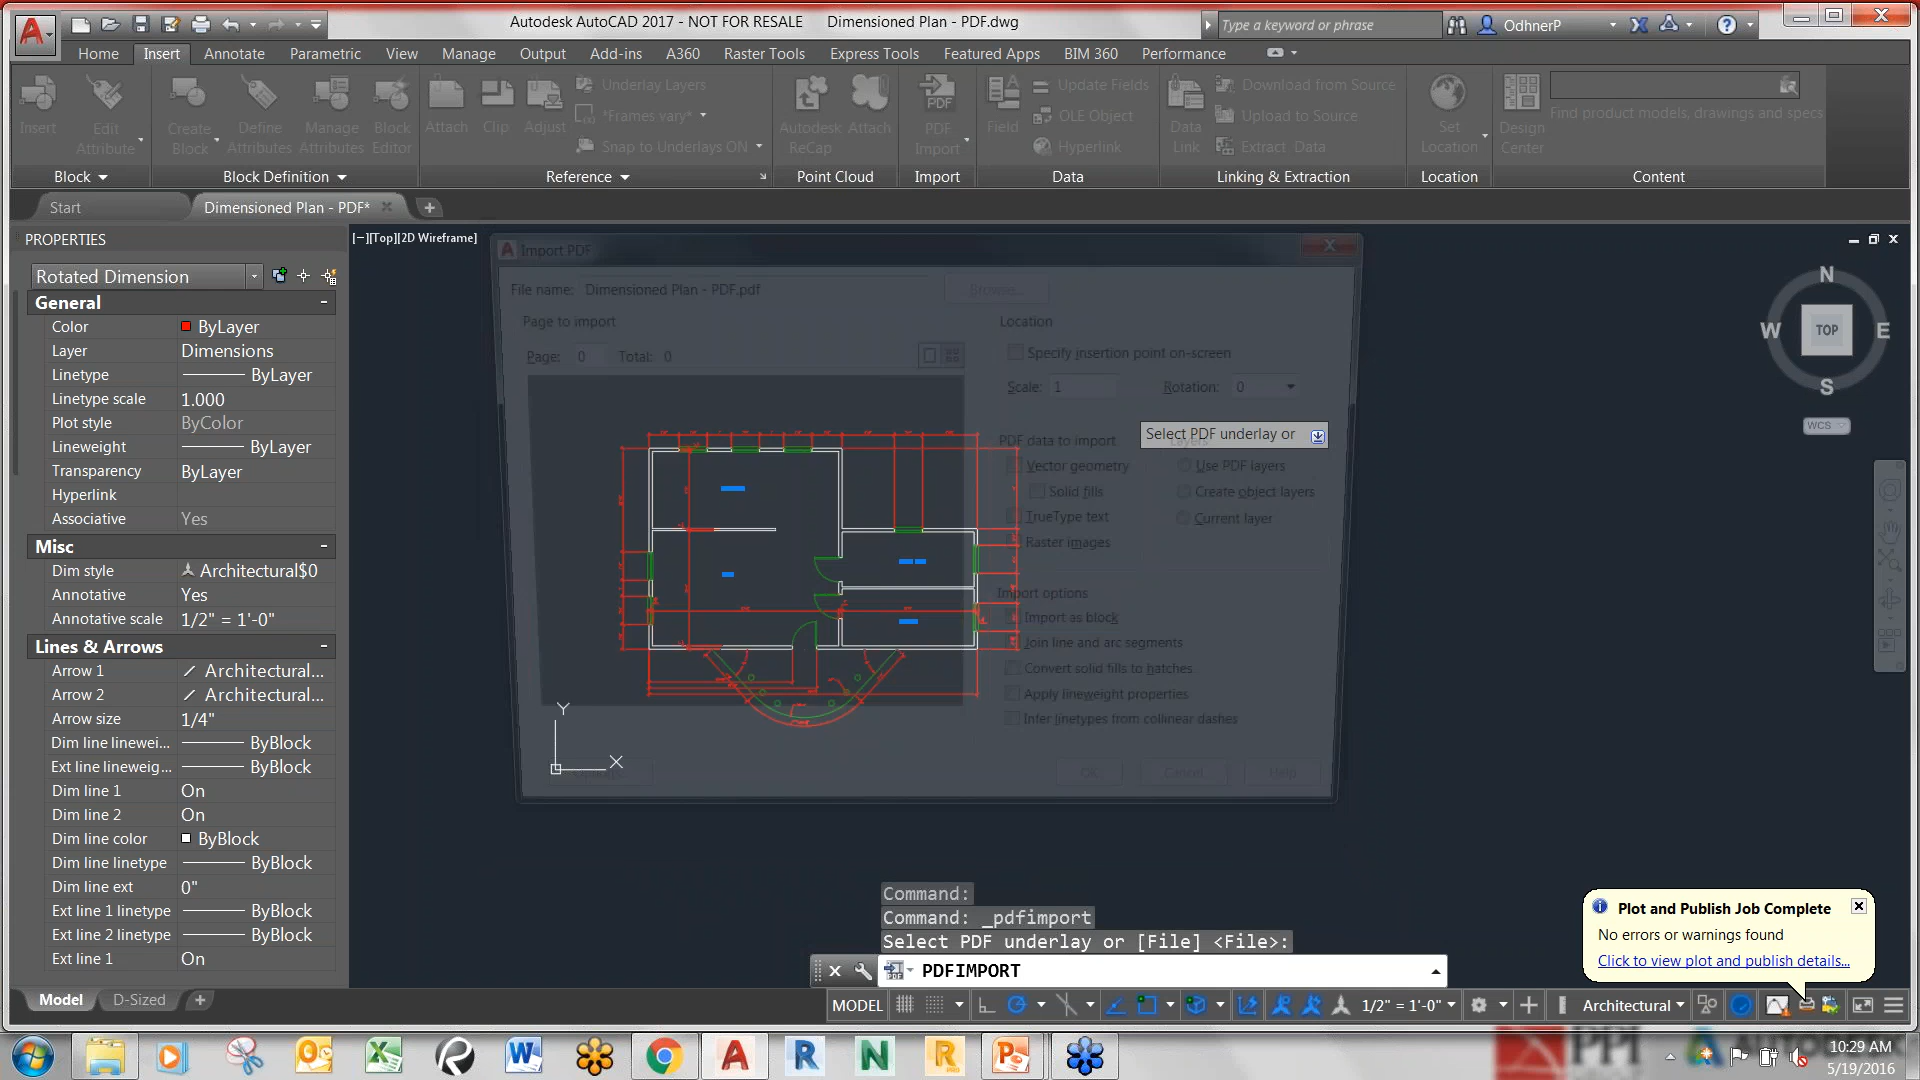 Autodesk AutoCAD 2017 - NOT FOR RESALE Dimensioned Plan - PDF.dwg
Type a keyword or phrase
OdhnerP
Home Insert Annotate Parametric View Manage Output Add-ins A360 Raster Tools Express Tools Featured Apps BIM 360 Performance
Insert
Edit Attribute
Create Block
Define Attributes
Manage Attributes
Block Editor
Attach
Clip
Adjust
Underlay Layers
*Frames vary*
Snap to Underlays ON
Autodesk ReCap
Attach
PDF Import
Field
Update Fields
OLE Object
Hyperlink
Data Link
Download from Source
Upload to Source
Extract Data
Set Location
Design Center
Find product models, drawings and specs
Block Block Definition Reference Point Cloud Import Data Linking & Extraction Location Content
Start Dimensioned Plan - PDF*
PROPERTIES
Rotated Dimension
General
Color ByLayer
Layer Dimensions
Linetype ByLayer
Linetype scale 1.000
Plot style ByColor
Lineweight ByLayer
Transparency ByLayer
Hyperlink
Associative Yes
Misc
Dim style Architectural$0
Annotative Yes
Annotative scale 1/2" = 1'-0"
Lines & Arrows
Arrow 1 Architectural...
Arrow 2 Architectural...
Arrow size 1/4"
Dim line linewei... ByBlock
Ext line lineweig... ByBlock
Dim line 1 On
Dim line 2 On
Dim line color ByBlock
Dim line linetype ByBlock
Dim line ext 0"
Ext line 1 linetype ByBlock
Ext line 2 linetype ByBlock
Ext line 1 On
[−][Top][2D Wireframe]
Import PDF
File name: Dimensioned Plan - PDF.pdf Browse...
Page to import
Page: 0 Total: 0
Location
Specify insertion point on-screen
Scale: 1 Rotation: 0
PDF data to import
Select PDF underlay or
Layers
Vector geometry
Solid fills
TrueType text
Raster images
Use PDF layers
Create object layers
Current layer
Import options
Import as block
Join line and arc segments
Convert solid fills to hatches
Apply lineweight properties
Infer linetypes from collinear dashes
Options...
OK Cancel Help
Y
X
N
W TOP E
S
WCS
Command:
Command: _pdfimport
Select PDF underlay or [File] <File>:
PDFIMPORT
Plot and Publish Job Complete
No errors or warnings found
Click to view plot and publish details...
Model D-Sized
MODEL 1/2" = 1'-0" Architectural
PPI
10:29 AM
5/19/2016